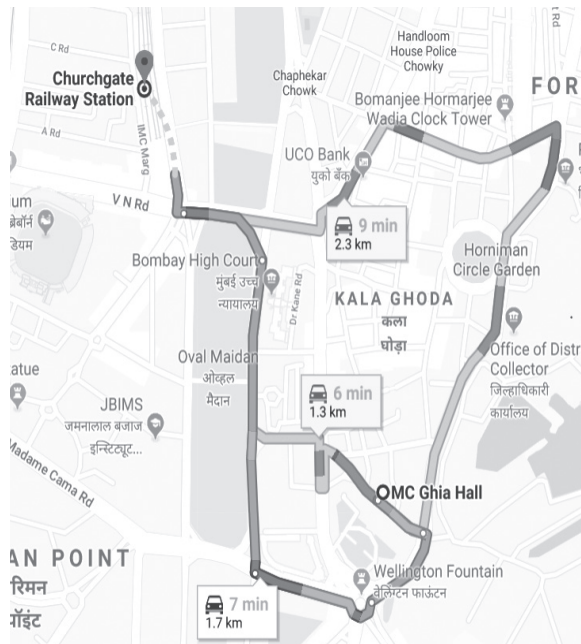 C Rd
Churchgate
Railway Station
A Rd
IMC Marg
V N Rd
Handloom
House Police
Chowky
Chaphekar
Chowk
Bomanjee Hormarjee
Wadia Clock Tower
FOR
UCO Bank
युको बँक
9 min
2.3 km
um
ब्रेबॉर्न
डियम
Bombay High Court
मुंबई उच्च
न्यायालय
Dr Kane Rd
Horniman
Circle Garden
KALA GHODA
कला
घोड़ा
Oval Maidan
ओव्हल
मैदान
Office of Distr
Collector
जिल्हाधिकारी
कार्यालय
atue
JBIMS
जमनालाल बजाज
इन्स्टिट्यूट...
6 min
1.3 km
Madame Cama Rd
MC Ghia Hall
AN POINT
रिमन
पॉइंट
Wellington Fountain
वेलिंग्टन फाऊंटन
7 min
1.7 km